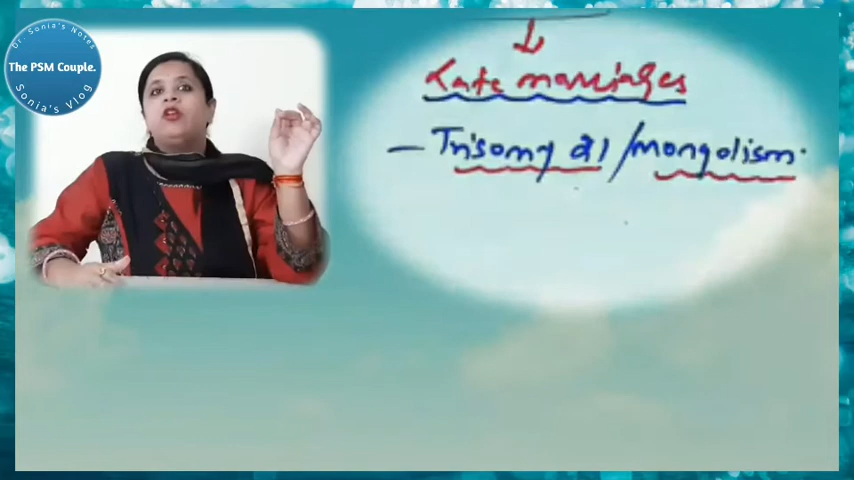 Dr. Sonia's Notes
The PSM Couple.
Sonia's Vlog
Late marriages
- Trisomy 21/mongolism.